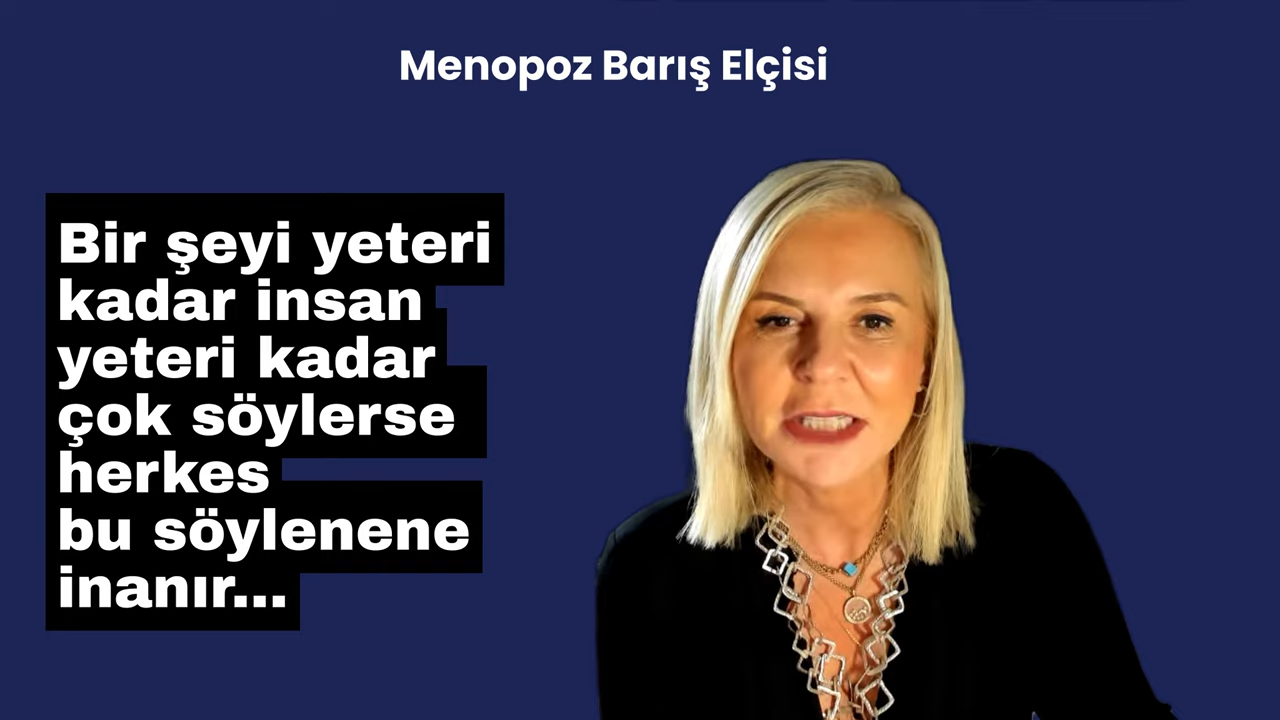 Menopoz Barış Elçisi
Bir şeyi yeteri
kadar insan
yeteri kadar
çok söylerse
herkes
bu söylenene
inanır...